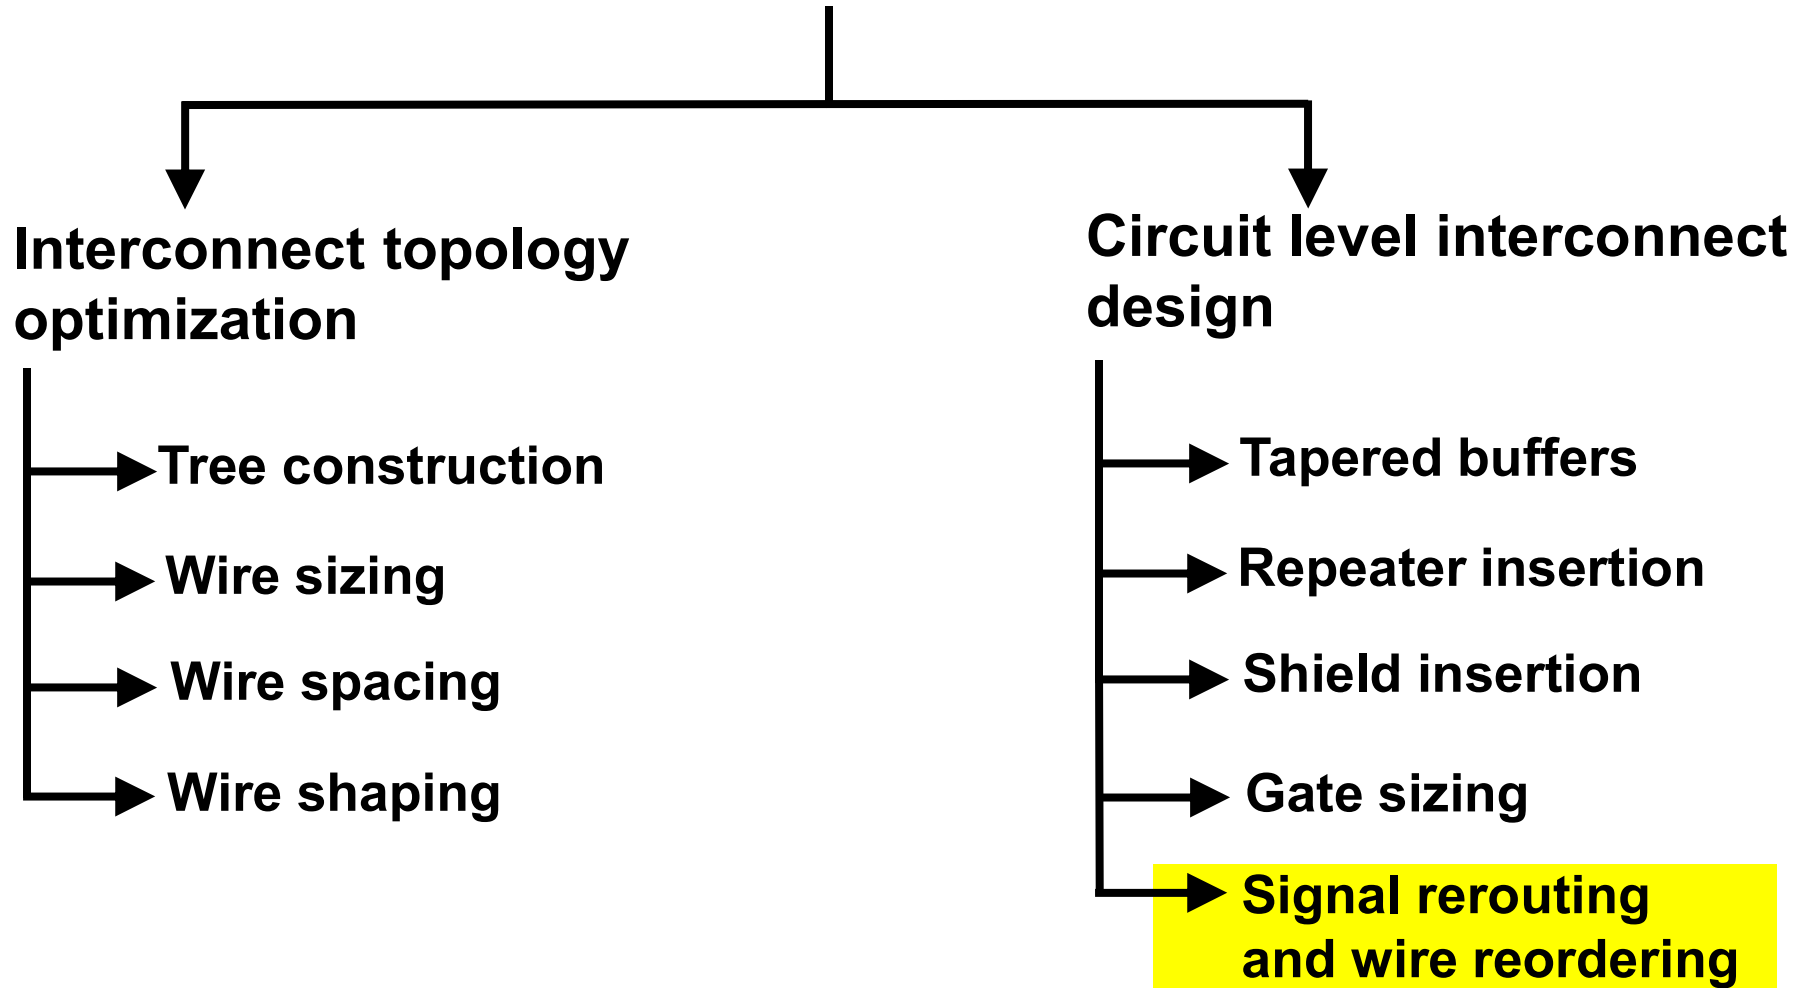 Interconnect topology
optimization
Tree construction
Wire sizing
Wire spacing
Wire shaping
Circuit level interconnect
design
Tapered buffers
Repeater insertion
Shield insertion
Gate sizing
Signal rerouting
and wire reordering